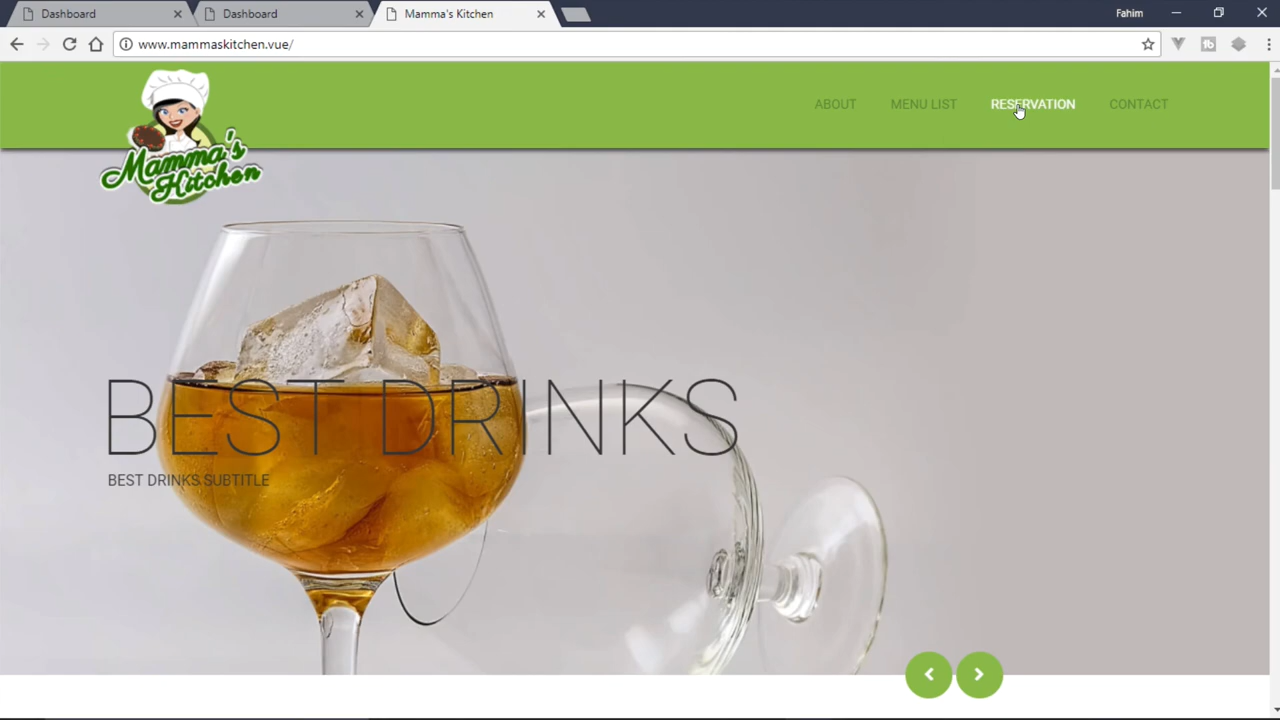 Dashboard
Dashboard
Mamma's Kitchen
Fahim
www.mammaskitchen.vue/
Mamma's
Kitchen
ABOUT
MENU LIST
RESERVATION
CONTACT
BEST DRINKS
BEST DRINKS SUBTITLE